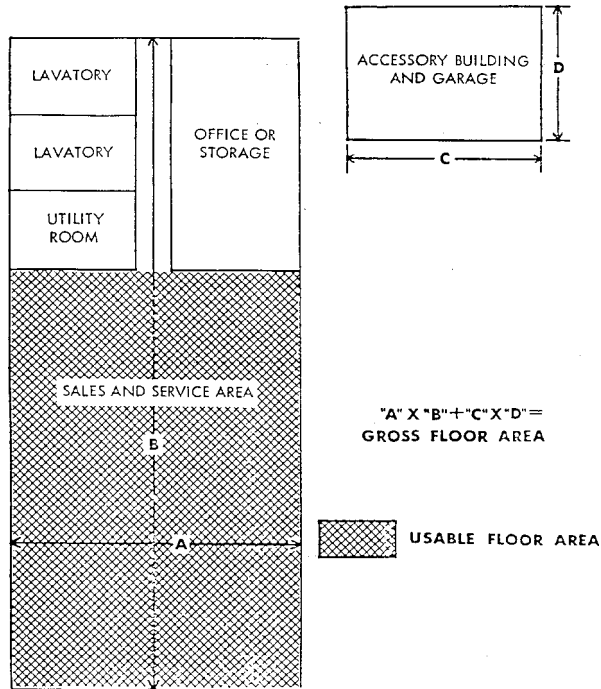 LAVATORY
LAVATORY
UTILITY
ROOM
OFFICE OR
STORAGE
ACCESSORY BUILDING
AND GARAGE
D
C
SALES AND SERVICE AREA
B
A
"A" X "B"+"C"X"D"=
GROSS FLOOR AREA
USABLE FLOOR AREA